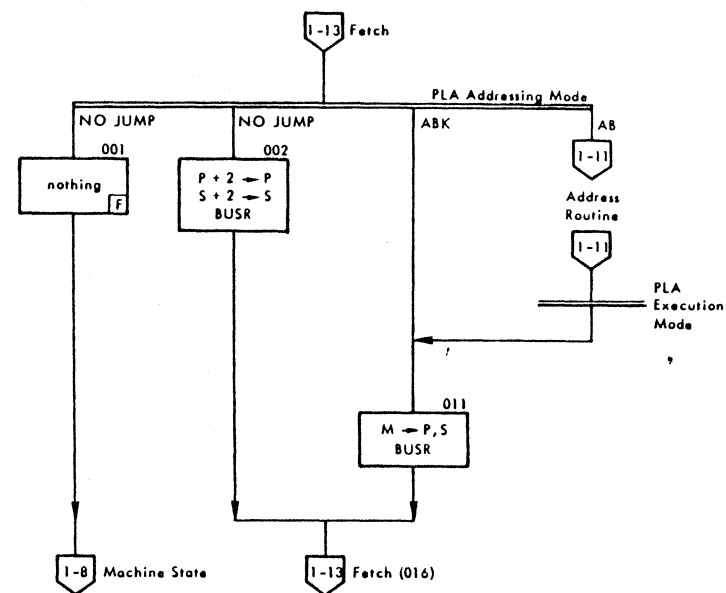 1-13 Fetch
PLA Addressing Mode
NO JUMP
NO JUMP
ABK
AB
001
nothing
F
002
P + 2 → P
S + 2 → S
BUSR
1-11
Address
Routine
1-11
PLA
Execution
Mode
011
M → P, S
BUSR
1-8 Machine State
1-13 Fetch (016)